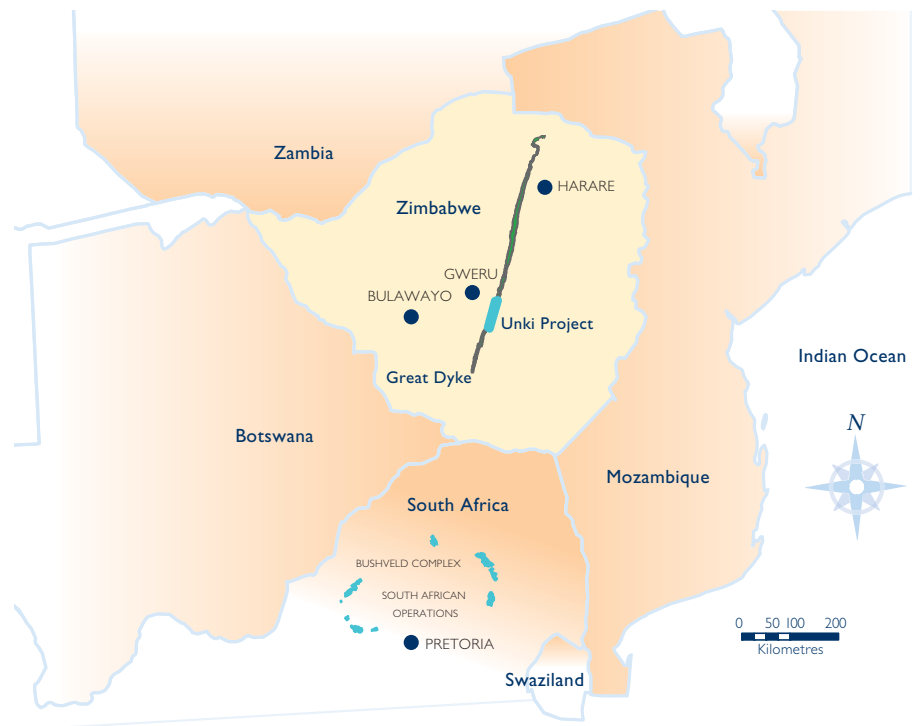 Zambia
HARARE
Zimbabwe
GWERU
BULAWAYO
Unki Project
Indian Ocean
Great Dyke
N
Botswana
Mozambique
South Africa
BUSHVELD COMPLEX
SOUTH AFRICAN
OPERATIONS
0 50 100 200
Kilometres
PRETORIA
Swaziland